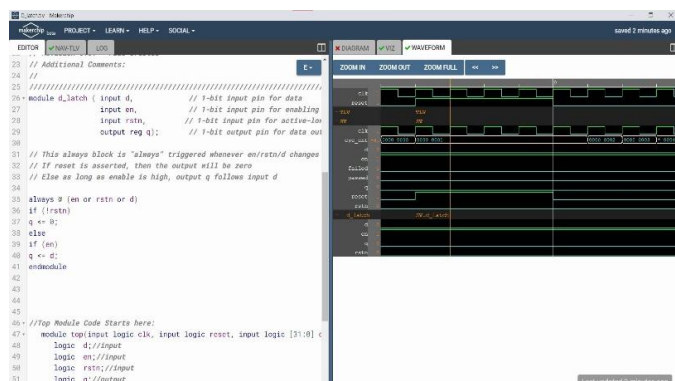 D_latch.v Makerchip
makerchip beta PROJECT LEARN HELP SOCIAL saved 2 minutes ago
EDITOR NAV-TLV LOG
DIAGRAM VIZ WAVEFORM
E
ZOOM IN ZOOM OUT ZOOM FULL << >>
23 // Additional Comments:
24 //
25 //////////////////////////////////////////////////
26 module d_latch ( input d, // 1-bit input pin for data
27 input en, // 1-bit input pin for enabling
28 input rstn, // 1-bit input pin for active-lo
29 output reg q); // 1-bit output pin for data out
30
31 // This always block is "always" triggered whenever en/rstn/d changes
32 // If reset is asserted, then the output will be zero
33 // Else as long as enable is high, output q follows input d
34
35 always @ (en or rstn or d)
36 if (!rstn)
37 q <= 0;
38 else
39 if (en)
40 q <= d;
41 endmodule
42
43
44
45
46 //Top Module Code Starts here:
47 module top(input logic clk, input logic reset, input logic [31:0] c
48 logic d;//input
49 logic en;//input
50 logic rstn;//input
51 logic q;//output
clk
reset
TLV
SV
clk
cyc_cnt
d
en
failed
passed
q
reset
rstn
d_latch SV.d_latch
d
en
q
rstn